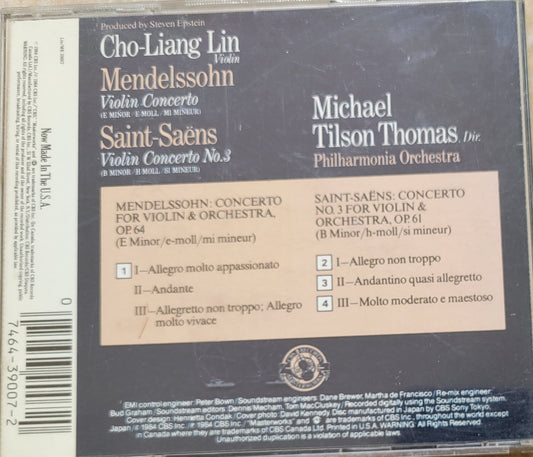 Produced by Steven Epstein
Cho-Liang Lin
Violin
Mendelssohn
Violin Concerto
(E MINOR/E MOLL/MI MINEUR)
Saint-Saëns
Violin Concerto No.3
(B MINOR/H MOLL/SI MINEUR)
Michael
Tilson Thomas, Dir.
Philharmonia Orchestra
MENDELSSOHN: CONCERTO
FOR VIOLIN & ORCHESTRA,
OP. 64
(E Minor/e-moll/mi mineur)
1 I—Allegro molto appassionato
II—Andante
III—Allegretto non troppo; Allegro
molto vivace
SAINT-SAËNS: CONCERTO
NO. 3 FOR VIOLIN &
ORCHESTRA, OP. 61
(B Minor/h-moll/si mineur)
2 I—Allegro non troppo
3 II—Andantino quasi allegretto
4 III—Molto moderato e maestoso
EMI control engineer: Peter Bown/Soundstream engineers: Dane Brewer, Martha de Francisco/Re-mix engineer:
Bud Graham/Soundstream editors: Dennis Mecham, Tom MacCluskey/Recorded digitally using the Soundstream system.
Cover design: Henrietta Condak/Cover photo: David Kennedy. Disc manufactured in Japan by CBS Sony Tokyo,
Japan © 1984 CBS Inc./℗ 1984 CBS Inc./"Masterworks" and are trademarks of CBS Inc., throughout the world except
in Canada where they are trademarks of CBS Canada Ltd. Printed in U.S.A. WARNING: All Rights Reserved.
Unauthorized duplication is a violation of applicable laws.
Now Made In The U.S.A.
0
7464-39007-2